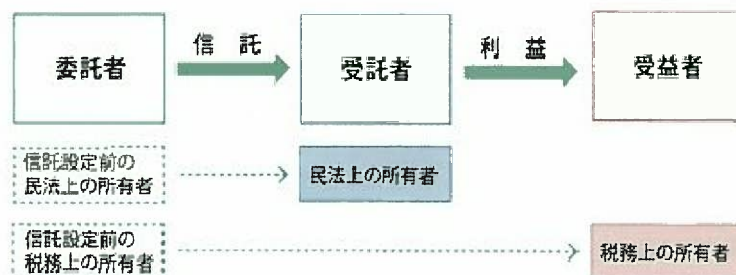 委託者
信託
受託者
利益
受益者
信託設定前の
民法上の所有者
民法上の所有者
信託設定前の
税務上の所有者
税務上の所有者